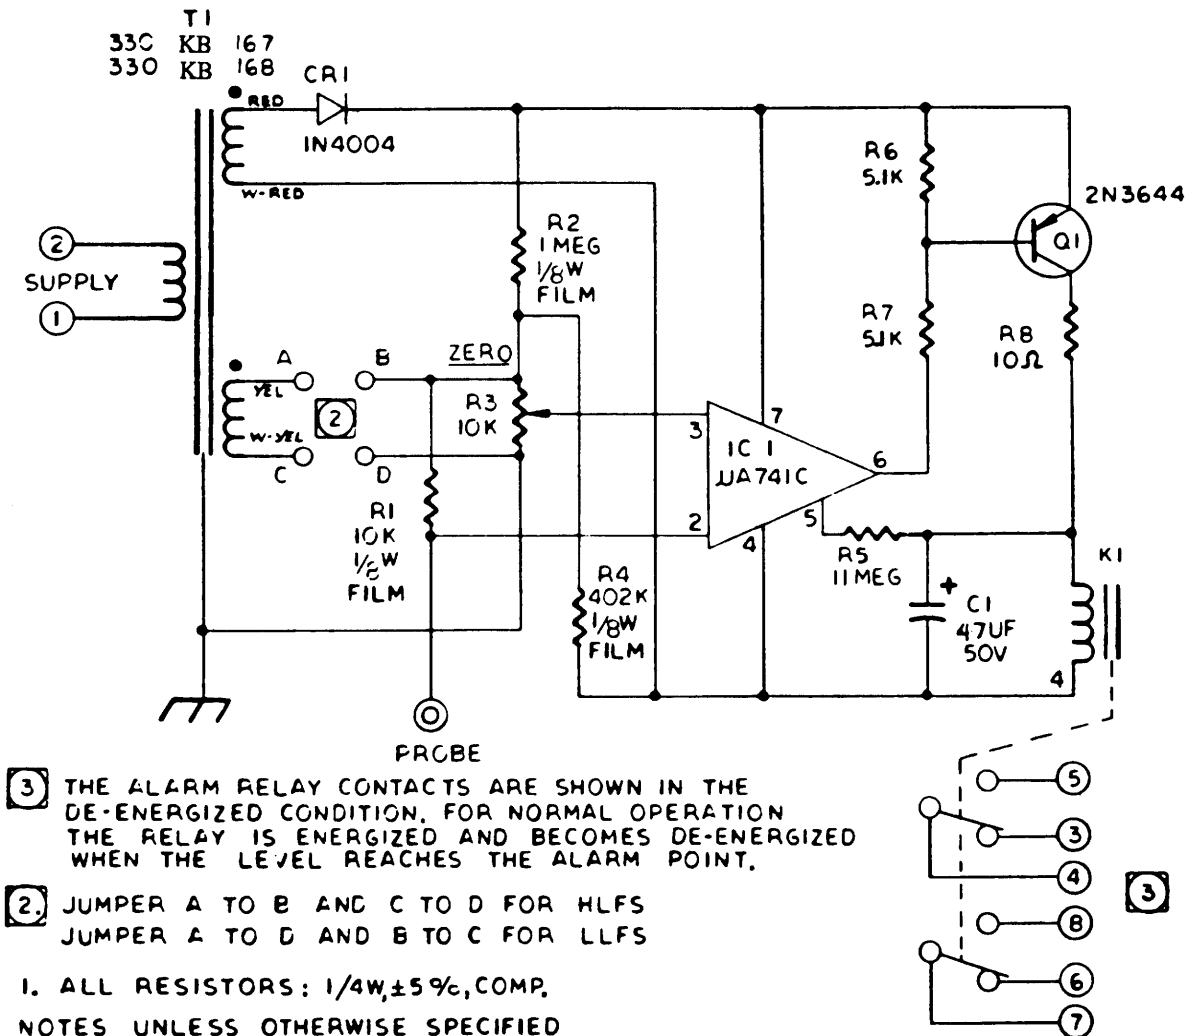 T1
330 KB 167
330 KB 168
CR1
RED
1N4004
W-RED
R6
5.1K
2N3644
Q1
2
SUPPLY
1
R2
1 MEG
1/8W
FILM
R7
5.1K
R8
10Ω
A
B
ZERO
YEL
2
W-YEL
C
D
R3
10K
3
7
IC 1
UA741C
6
2
4
5
R1
10K
1/8W
FILM
R5
11 MEG
K1
R4
402K
1/8W
FILM
+
C1
47UF
50V
4
PROBE
3 THE ALARM RELAY CONTACTS ARE SHOWN IN THE
DE-ENERGIZED CONDITION. FOR NORMAL OPERATION
THE RELAY IS ENERGIZED AND BECOMES DE-ENERGIZED
WHEN THE LEVEL REACHES THE ALARM POINT.
2. JUMPER A TO B AND C TO D FOR HLFS
JUMPER A TO D AND B TO C FOR LLFS
1. ALL RESISTORS: 1/4W,±5%,COMP.
NOTES UNLESS OTHERWISE SPECIFIED
5
3
4
3
8
6
7